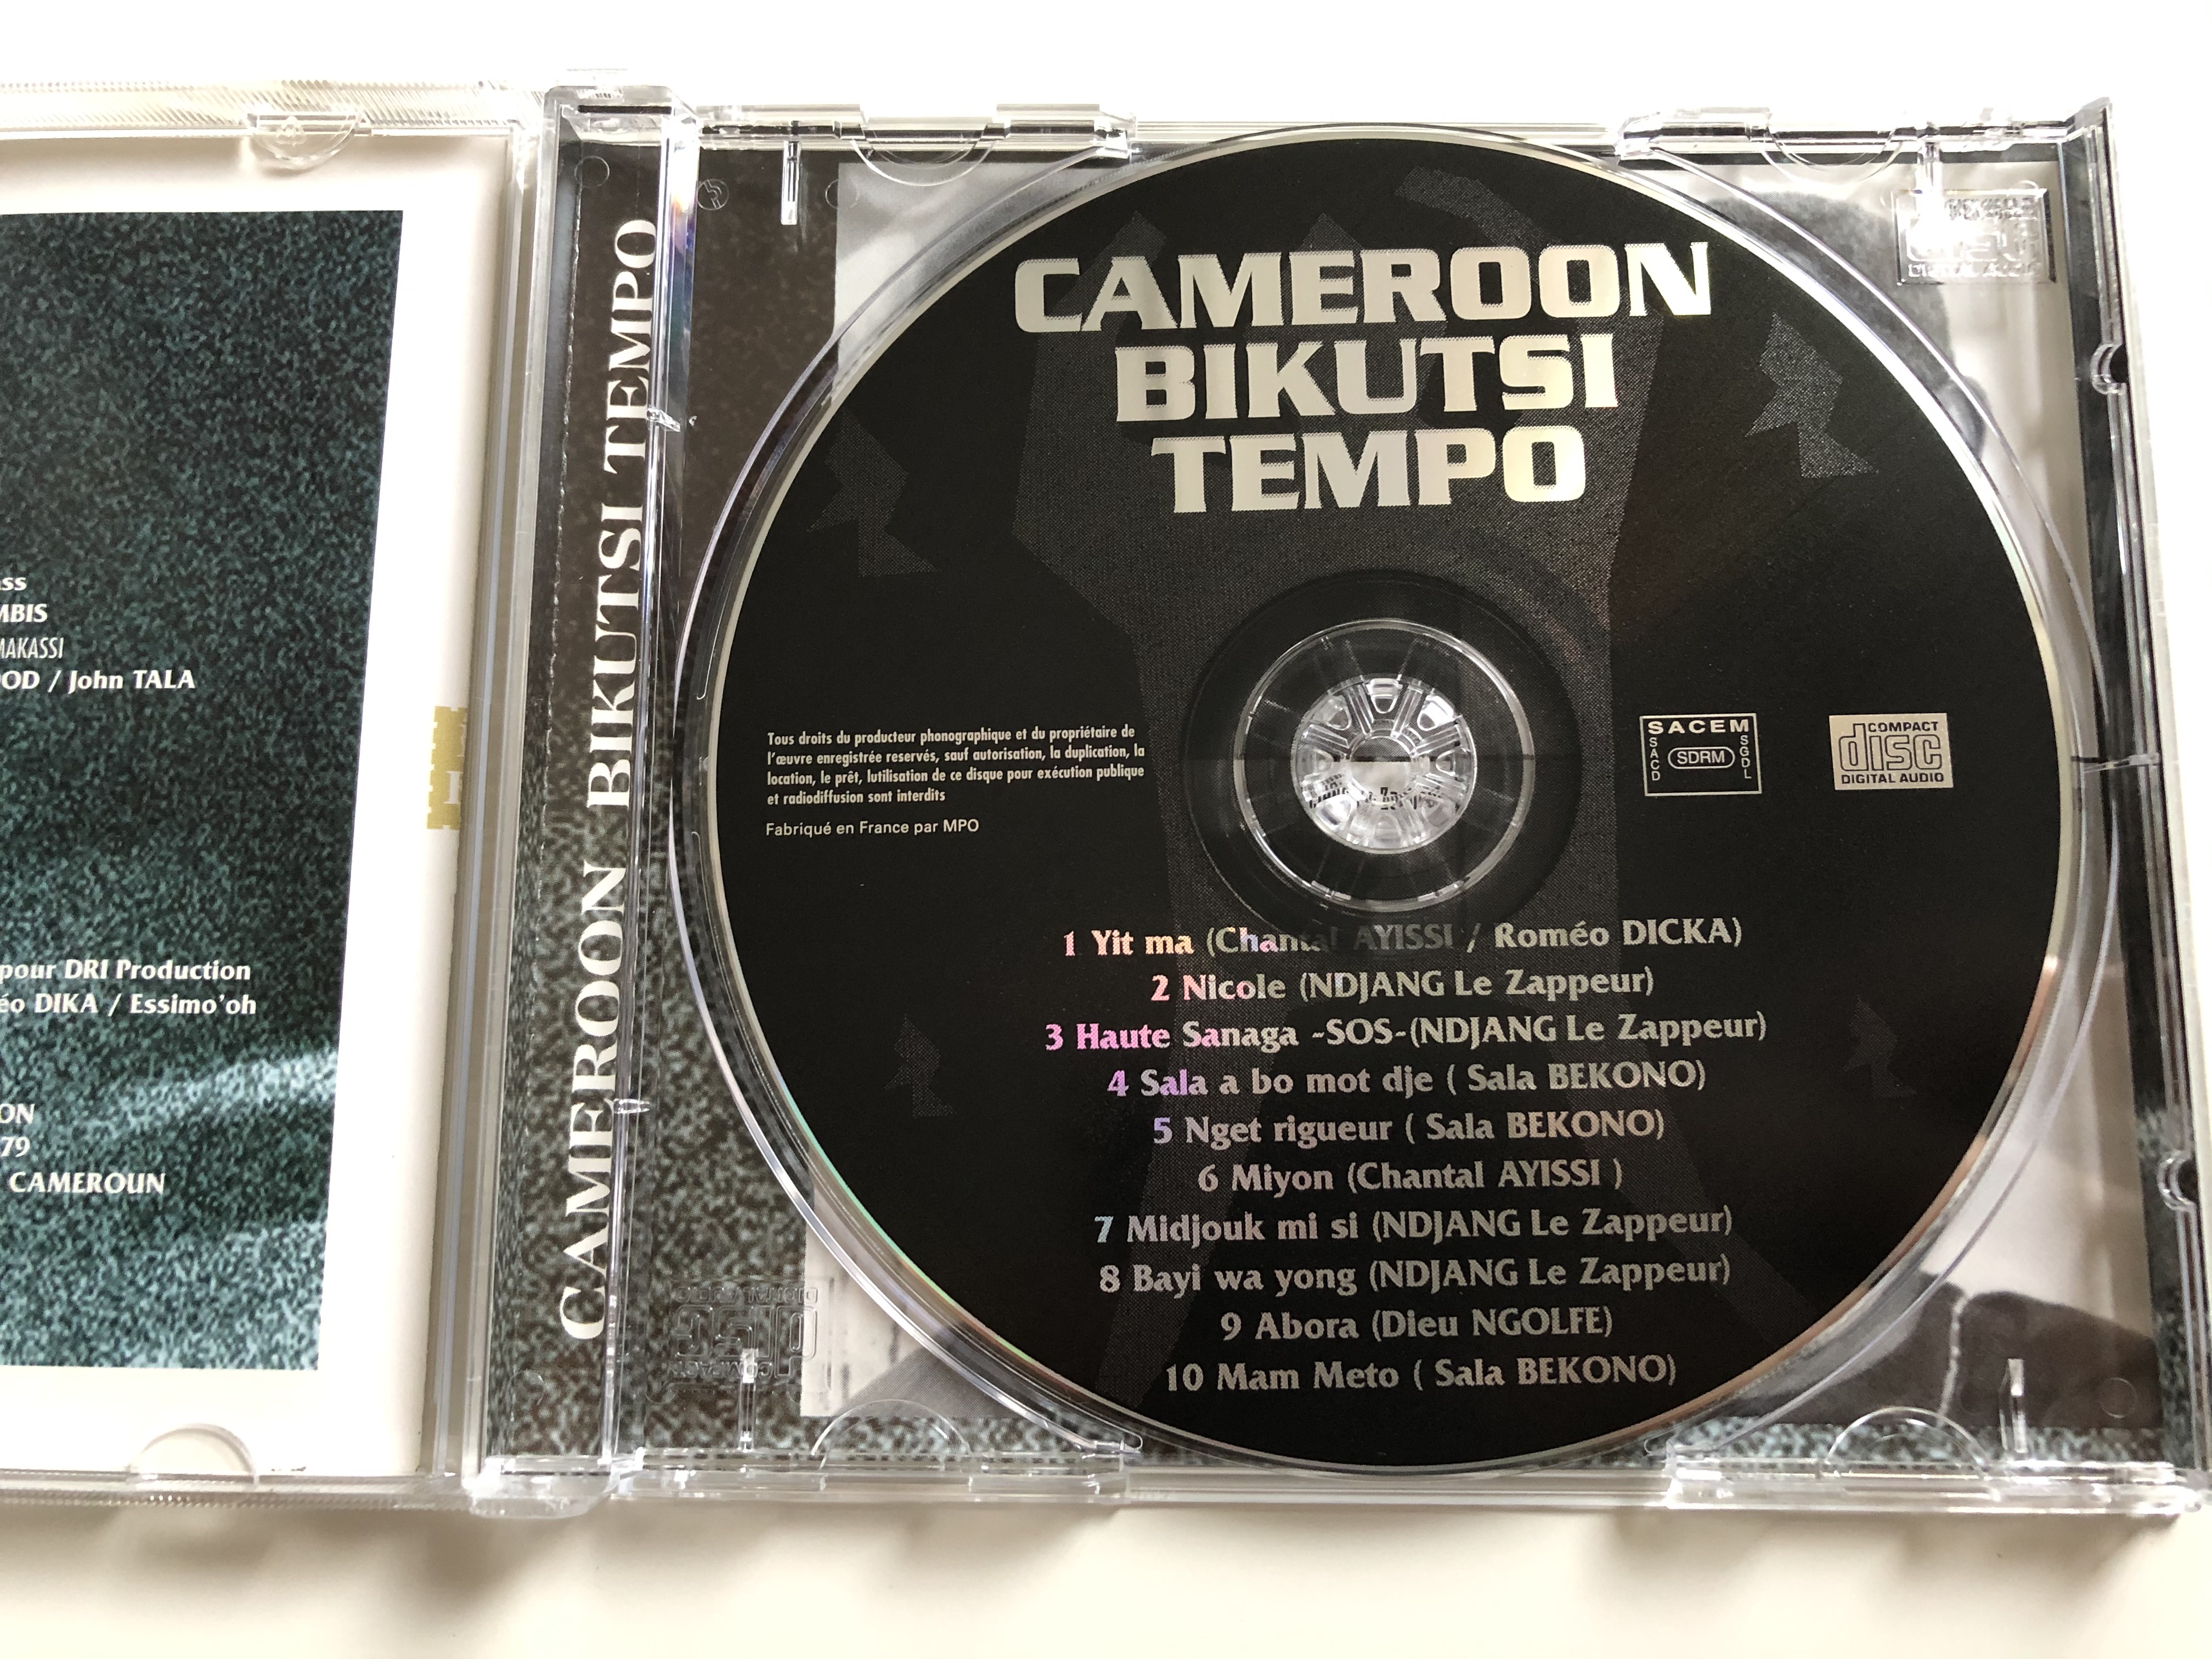 MBIS
MAKASSI
OOD / John TALA
pour DRI Production
éo DIKA / Essimo'oh
ON
79
CAMEROUN
CAMEROON BIKUTSI TEMPO
CAMEROON
BIKUTSI
TEMPO
Tous droits du producteur phonographique et du propriétaire de
l'œuvre enregistrée reservés, sauf autorisation, la duplication, la
location, le prêt, lutilisation de ce disque pour exécution publique
et radiodiffusion sont interdits
Fabriqué en France par MPO
SACEM
SACD
SDRM
SGDL
COMPACT
disc
DIGITAL AUDIO
1 Yit ma (Chantal AYISSI / Roméo DICKA)
2 Nicole (NDJANG Le Zappeur)
3 Haute Sanaga -SOS-(NDJANG Le Zappeur)
4 Sala a bo mot dje ( Sala BEKONO)
5 Nget rigueur ( Sala BEKONO)
6 Miyon (Chantal AYISSI )
7 Midjouk mi si (NDJANG Le Zappeur)
8 Bayi wa yong (NDJANG Le Zappeur)
9 Abora (Dieu NGOLFE)
10 Mam Meto ( Sala BEKONO)